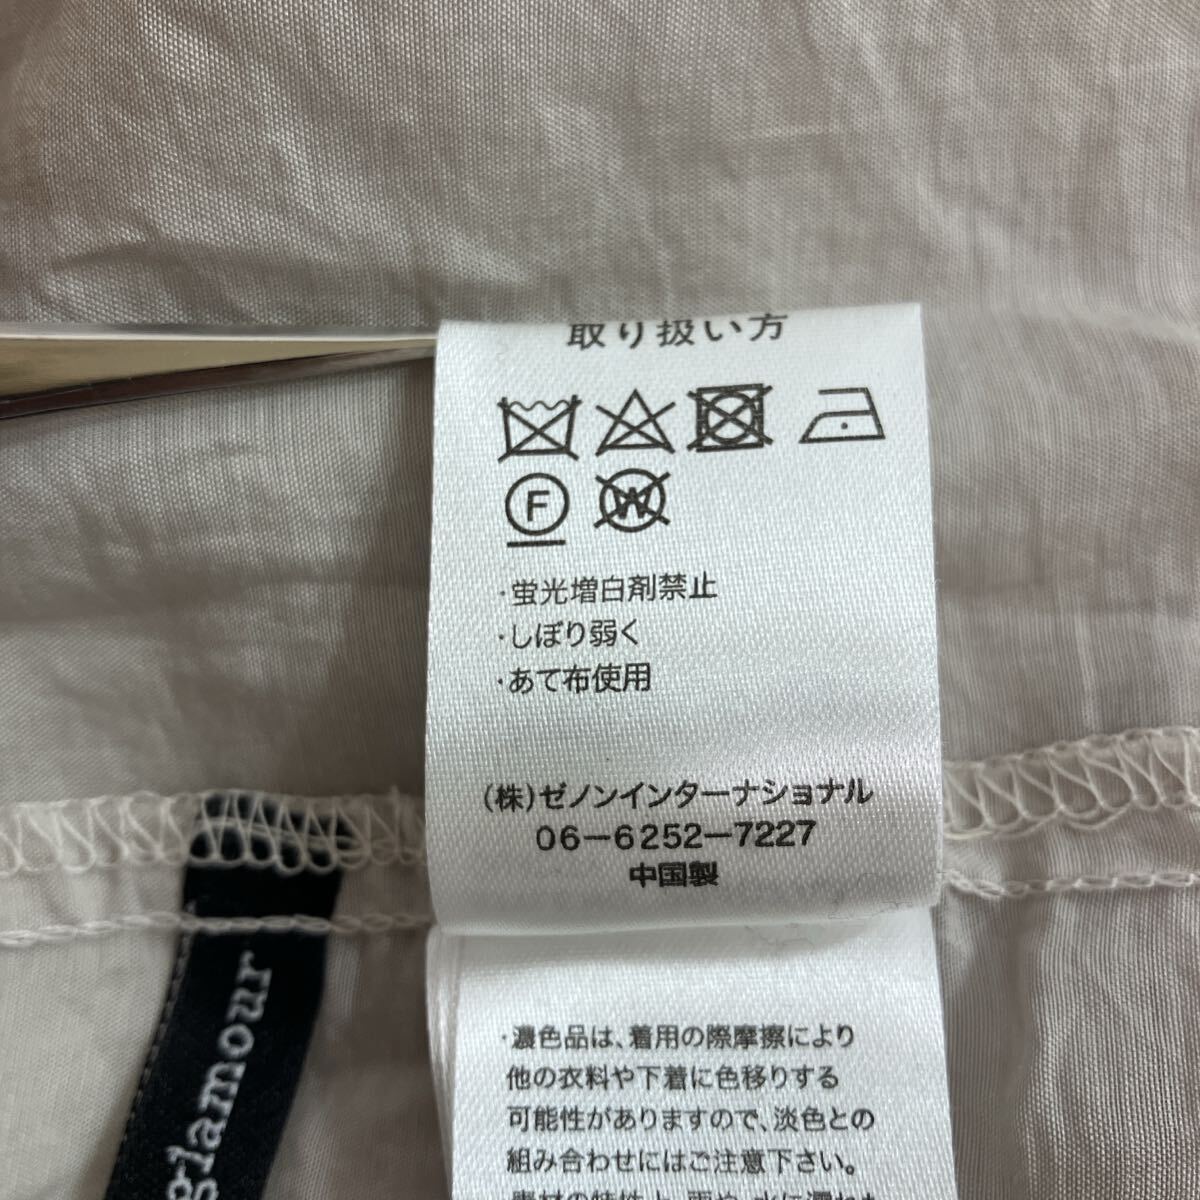 取り扱い方
F W
・蛍光増白剤禁止
・しぼり弱く
・あて布使用
(株)ゼノンインターナショナル
06-6252-7227
中国製
glamour
・濃色品は、着用の際摩擦により
他の衣料や下着に色移りする
可能性がありますので、淡色との
組み合わせにはご注意下さい。